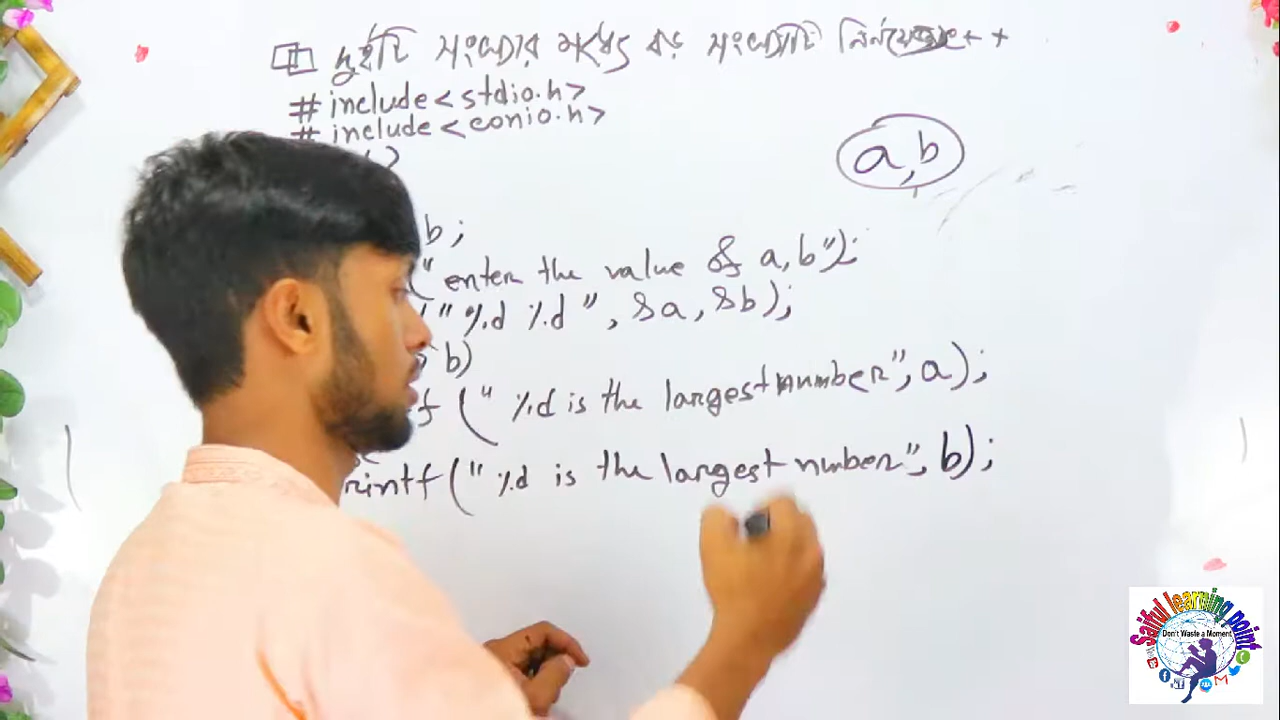 দুইটি সংখ্যার মধ্যে বড় সংখ্যাটি
# include < stdio.h >
# include < conio.h >
a, b
b ;
(" enter the value of a, b");
(" %d %d ", &a, &b );
> b)
f (" %d is the largest number", a);
rintf (" %d is the largest number", b);
Saiful learning point
Don't Waste a Moment